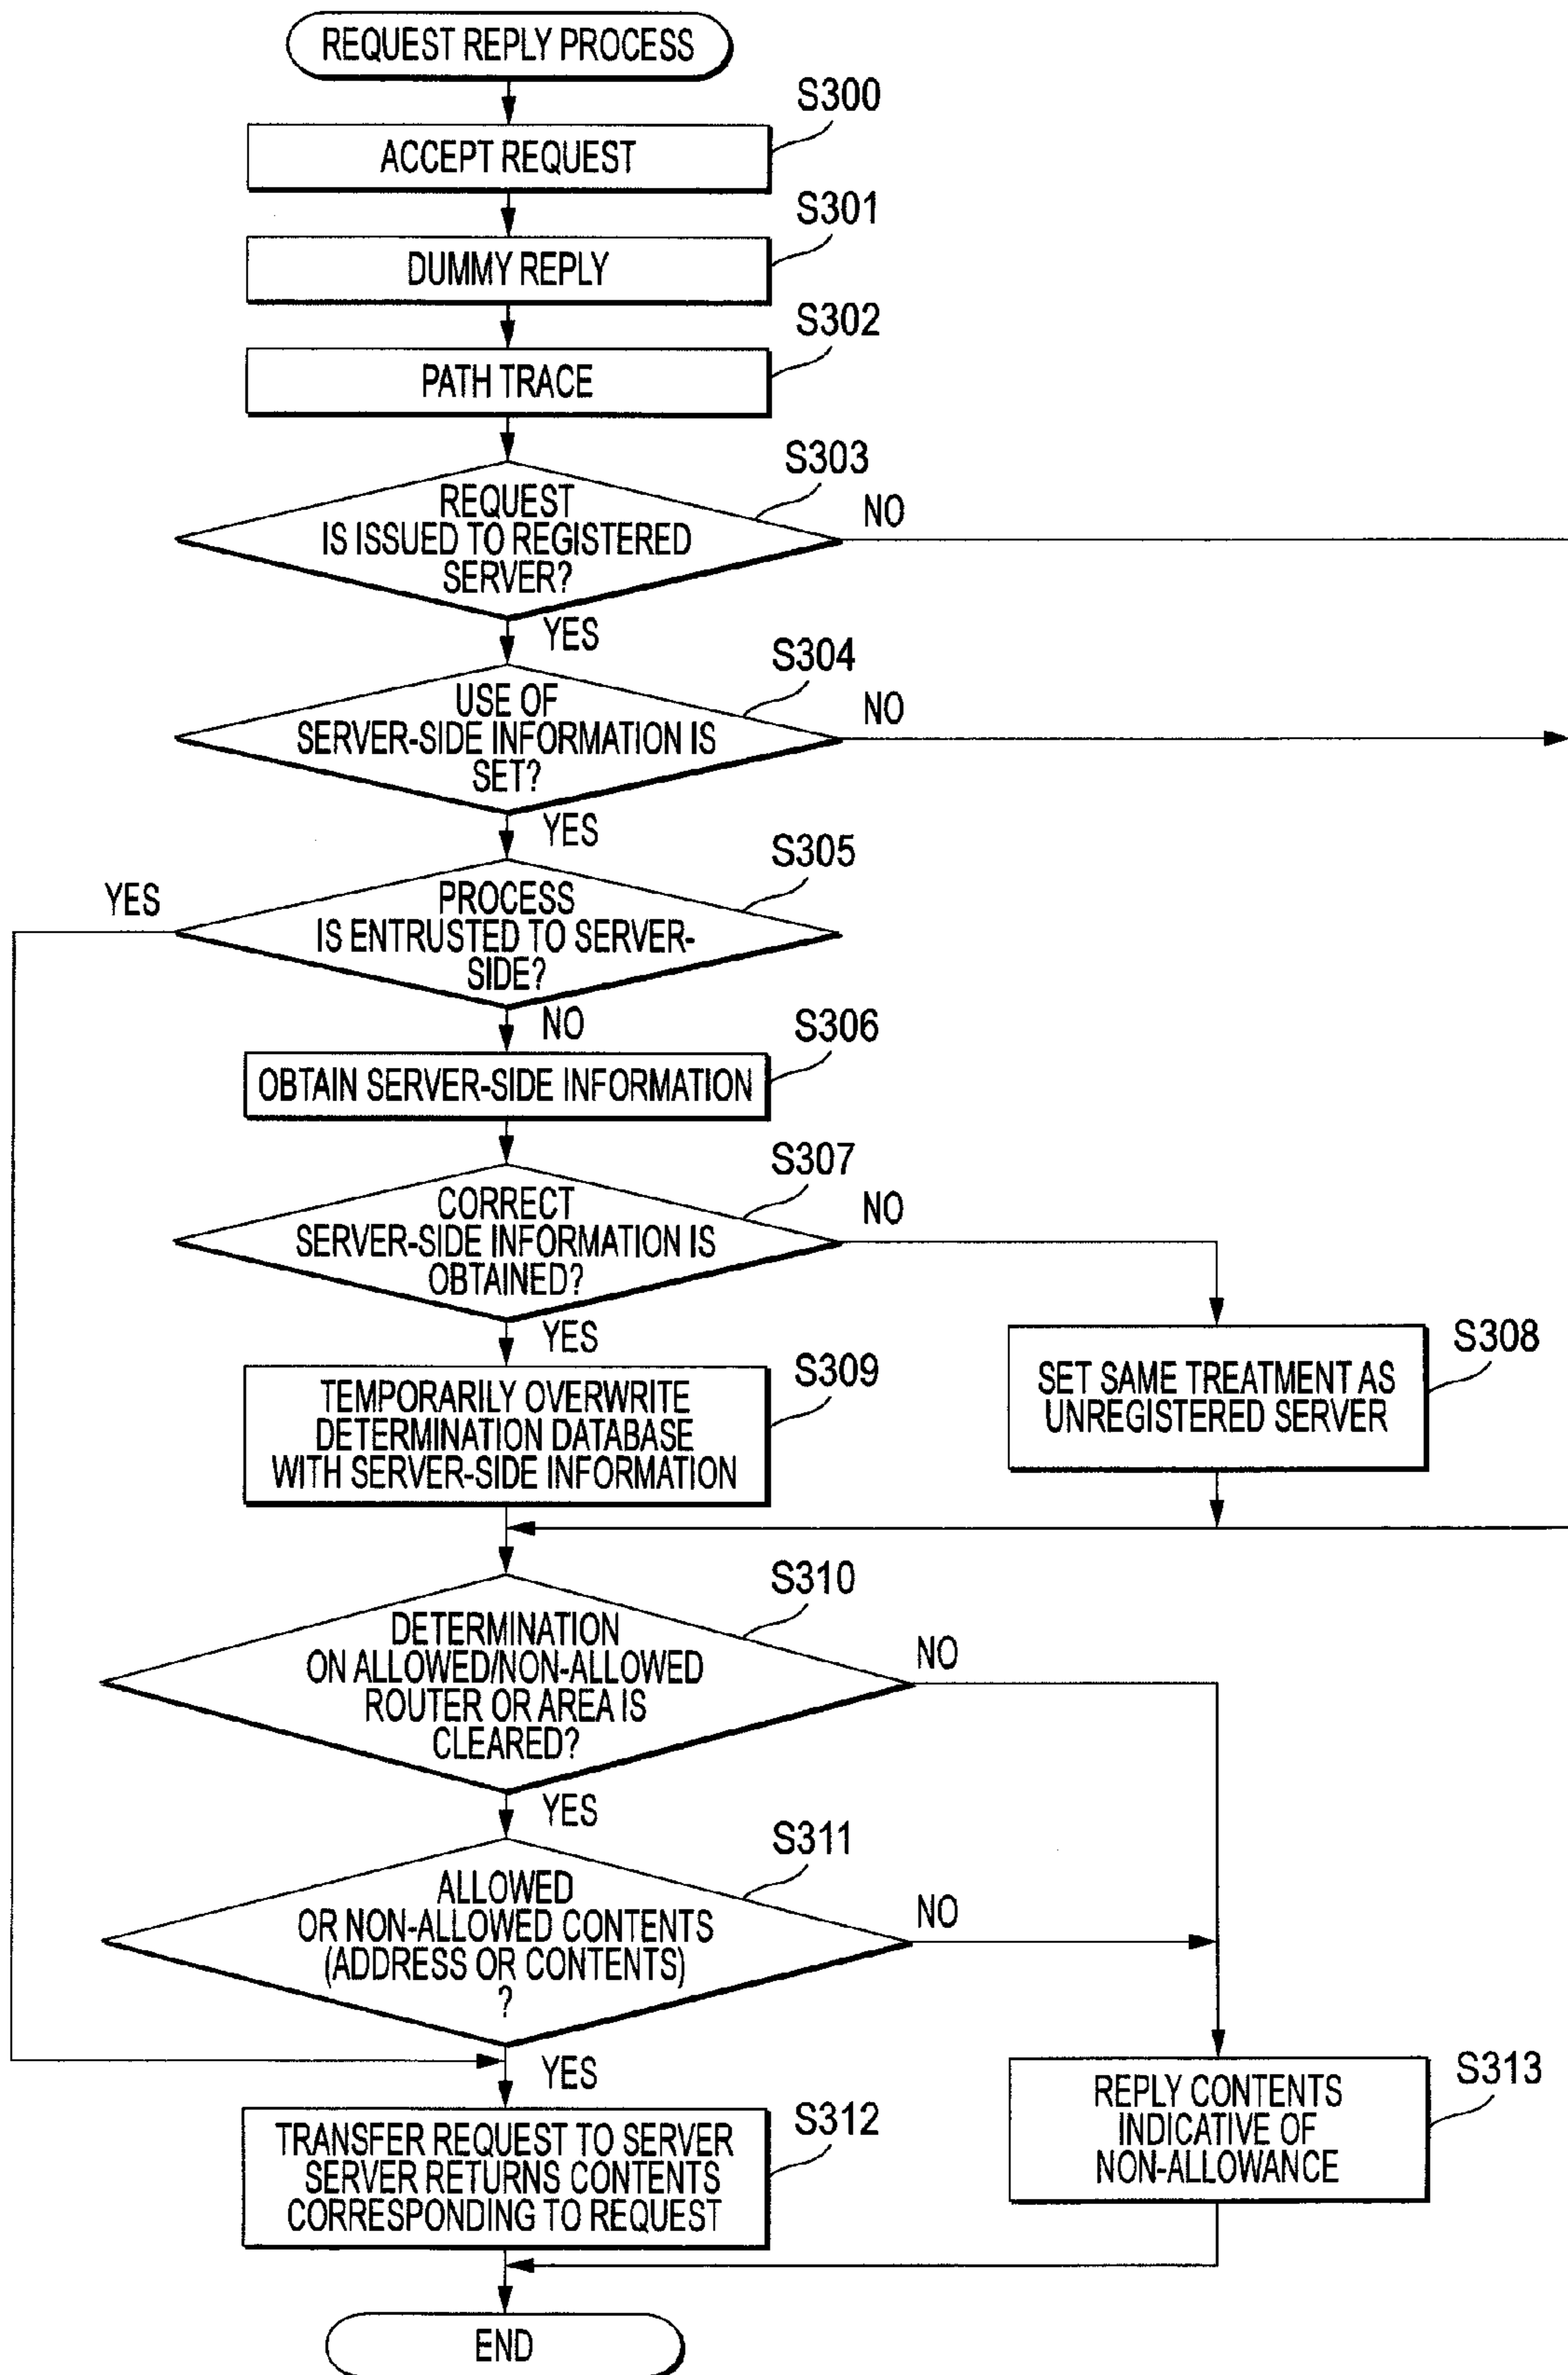 REQUEST REPLY PROCESS
S300
ACCEPT REQUEST
S301
DUMMY REPLY
S302
PATH TRACE
S303
REQUEST
IS ISSUED TO REGISTERED
SERVER?
NO
YES
S304
USE OF
SERVER-SIDE INFORMATION IS
SET?
NO
YES
S305
YES
PROCESS
IS ENTRUSTED TO SERVER-
SIDE?
NO
S306
OBTAIN SERVER-SIDE INFORMATION
S307
CORRECT
SERVER-SIDE INFORMATION IS
OBTAINED?
NO
YES
S309
TEMPORARILY OVERWRITE
DETERMINATION DATABASE
WITH SERVER-SIDE INFORMATION
S308
SET SAME TREATMENT AS
UNREGISTERED SERVER
S310
DETERMINATION
ON ALLOWED/NON-ALLOWED
ROUTER OR AREA IS
CLEARED?
NO
YES
S311
ALLOWED
OR NON-ALLOWED CONTENTS
(ADDRESS OR CONTENTS)
?
NO
YES
S312
TRANSFER REQUEST TO SERVER
SERVER RETURNS CONTENTS
CORRESPONDING TO REQUEST
S313
REPLY CONTENTS
INDICATIVE OF
NON-ALLOWANCE
END